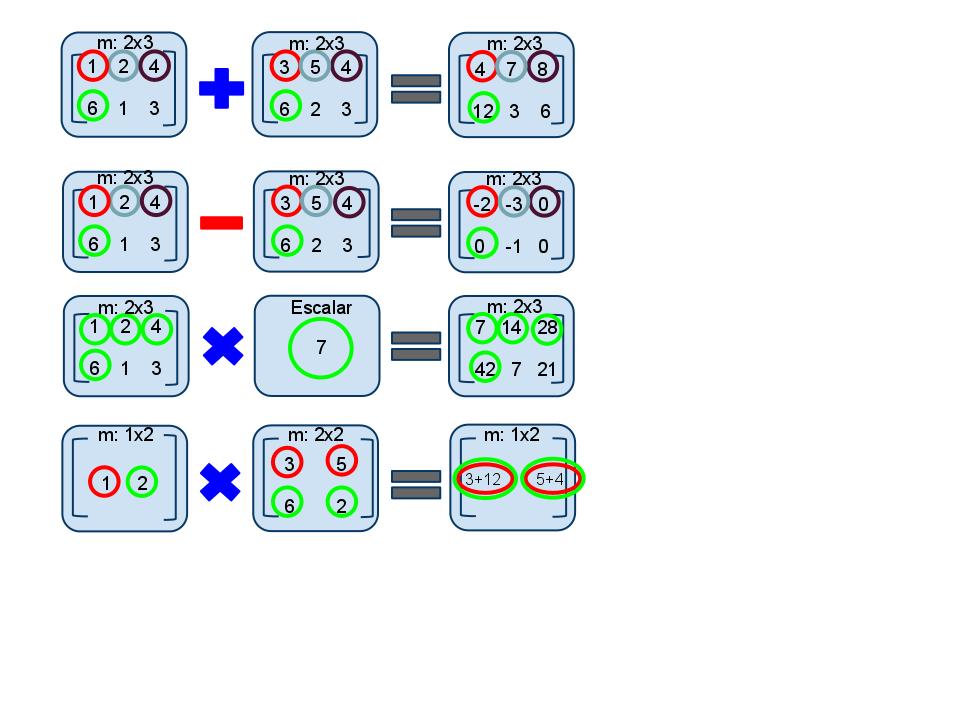 m: 2x3 m: 2x3 m: 2x3
1 2 4 3 5 4 4 7 8
6 1 3 6 2 3 12 3 6
m: 2x3 m: 2x3 m: 2x3
1 2 4 3 5 4 -2 -3 0
6 1 3 6 2 3 0 -1 0
m: 2x3 Escalar m: 2x3
1 2 4 7 7 14 28
6 1 3 42 7 21
m: 1x2 m: 2x2 m: 1x2
3 5
1 2 3+12 5+4
6 2